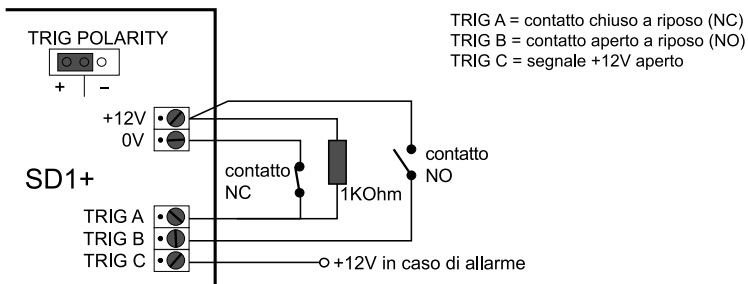 TRIG A = contatto chiuso a riposo (NC)
TRIG B = contatto aperto a riposo (NO)
TRIG C = segnale +12V aperto
TRIG POLARITY
+ −
+12V
0V
SD1+
contatto
NC
1KOhm
contatto
NO
TRIG A
TRIG B
TRIG C
+12V in caso di allarme